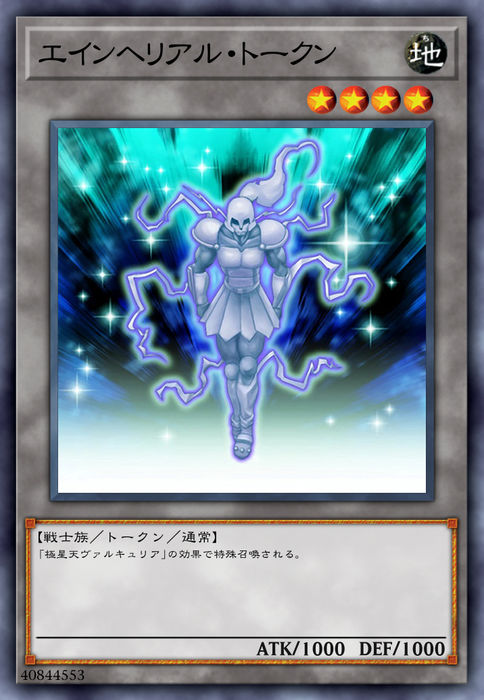 エインヘリアル・トークン
ち
地
【戦士族／トークン／通常】
「極星天ヴァルキュリア」の効果で特殊召喚される。
ATK/1000 DEF/1000
40844553